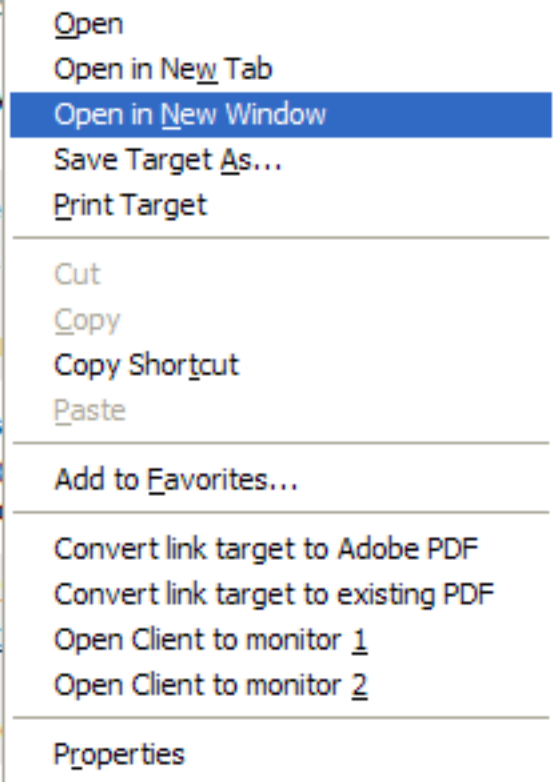 Open
Open in New Tab
Open in New Window
Save Target As...
Print Target
Cut
Copy
Copy Shortcut
Paste
Add to Favorites...
Convert link target to Adobe PDF
Convert link target to existing PDF
Open Client to monitor 1
Open Client to monitor 2
Properties